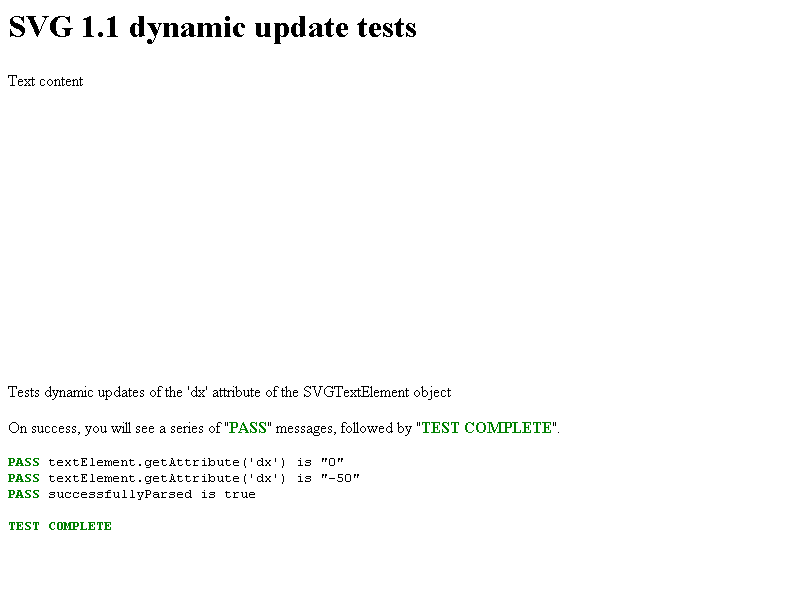 SVG 1.1 dynamic update tests
Text content
Tests dynamic updates of the 'dx' attribute of the SVGTextElement object
On success, you will see a series of "PASS" messages, followed by "TEST COMPLETE".
PASS textElement.getAttribute('dx') is "0"
PASS textElement.getAttribute('dx') is "-50"
PASS successfullyParsed is true
TEST COMPLETE